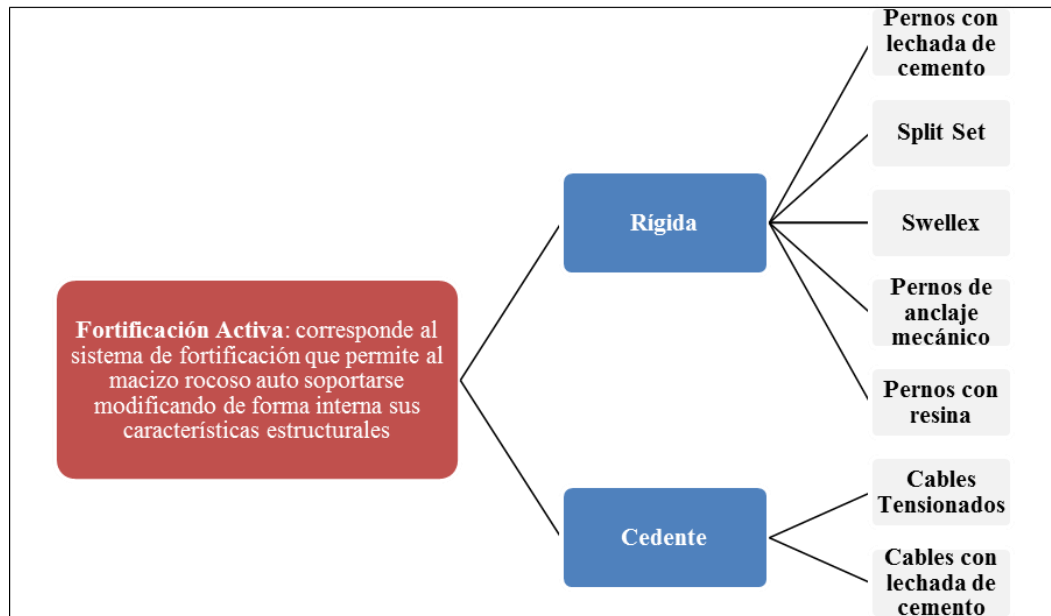 Fortificación Activa: corresponde al
sistema de fortificación que permite al
macizo rocoso auto soportarse
modificando de forma interna sus
características estructurales
Rígida
Pernos con
lechada de
cemento
Split Set
Swellex
Pernos de
anclaje
mecánico
Pernos con
resina
Cedente
Cables
Tensionados
Cables con
lechada de
cemento